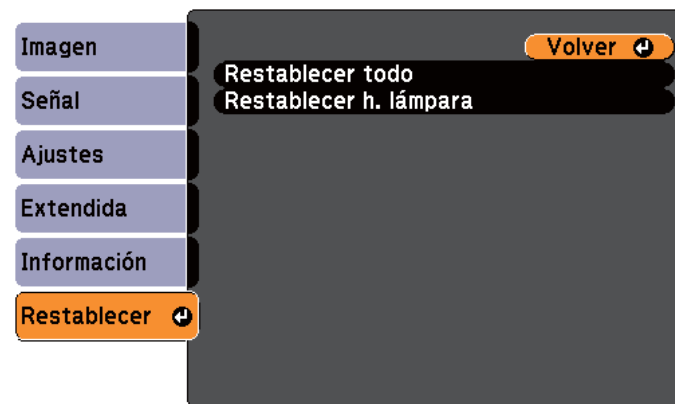 Imagen
Señal
Ajustes
Extendida
Información
Restablecer
Volver
Restablecer todo
Restablecer h. lámpara